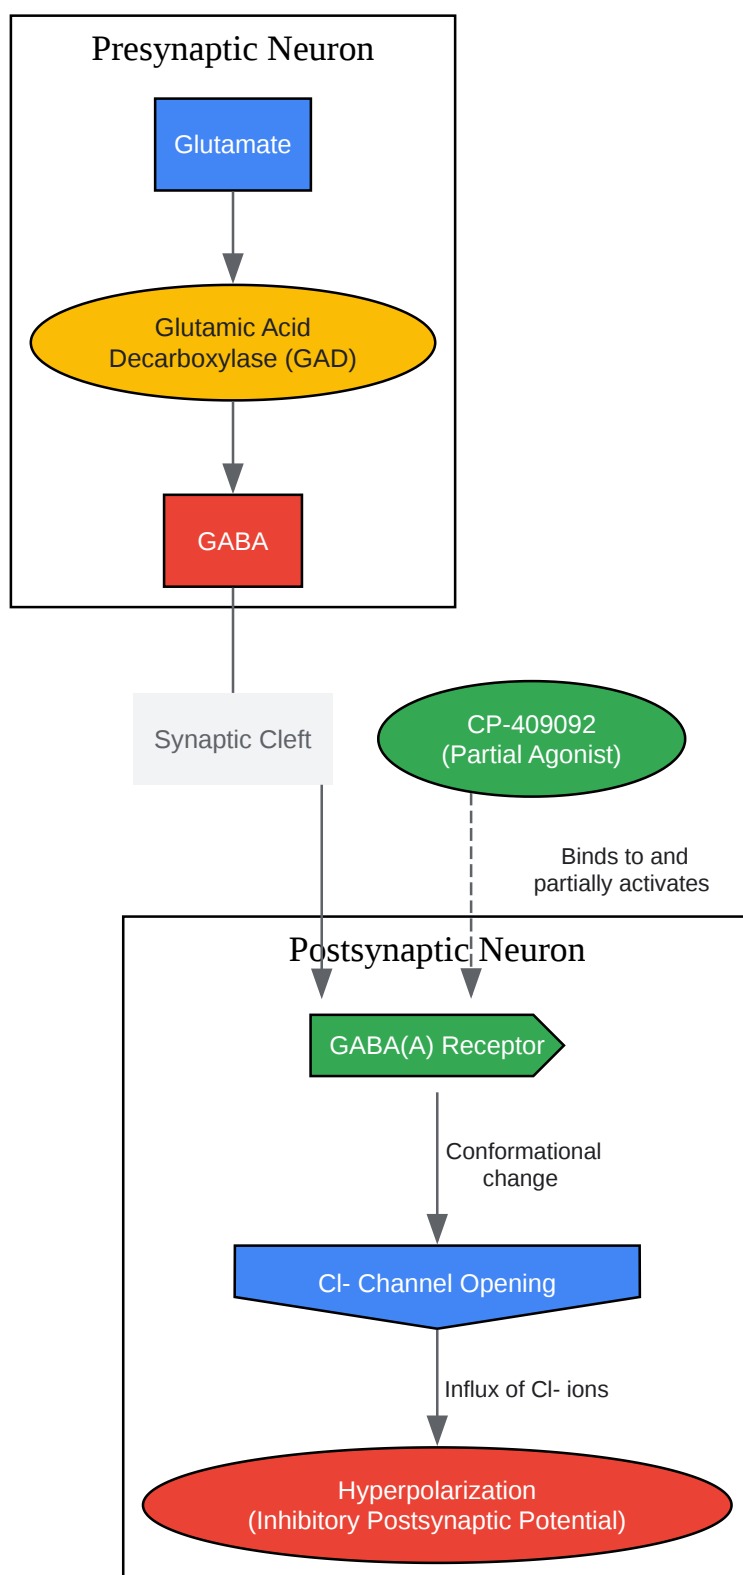 Presynaptic Neuron
Glutamate
Glutamic Acid
Decarboxylase (GAD)
GABA
Synaptic Cleft
CP-409092
(Partial Agonist)
Binds to and
partially activates
Postsynaptic Neuron
GABA(A) Receptor
Conformational
change
Cl- Channel Opening
Influx of Cl- ions
Hyperpolarization
(Inhibitory Postsynaptic Potential)